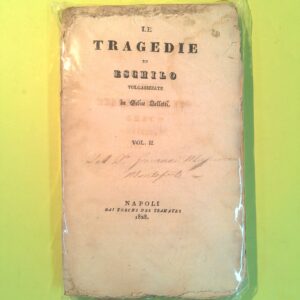 LE
TRAGEDIE
DI
ESCHILO
VOLGARIZZATE
da Felice Bellotti.
VOL. II.
NAPOLI
DAI TORCHI DEL TRAMATER
1828.